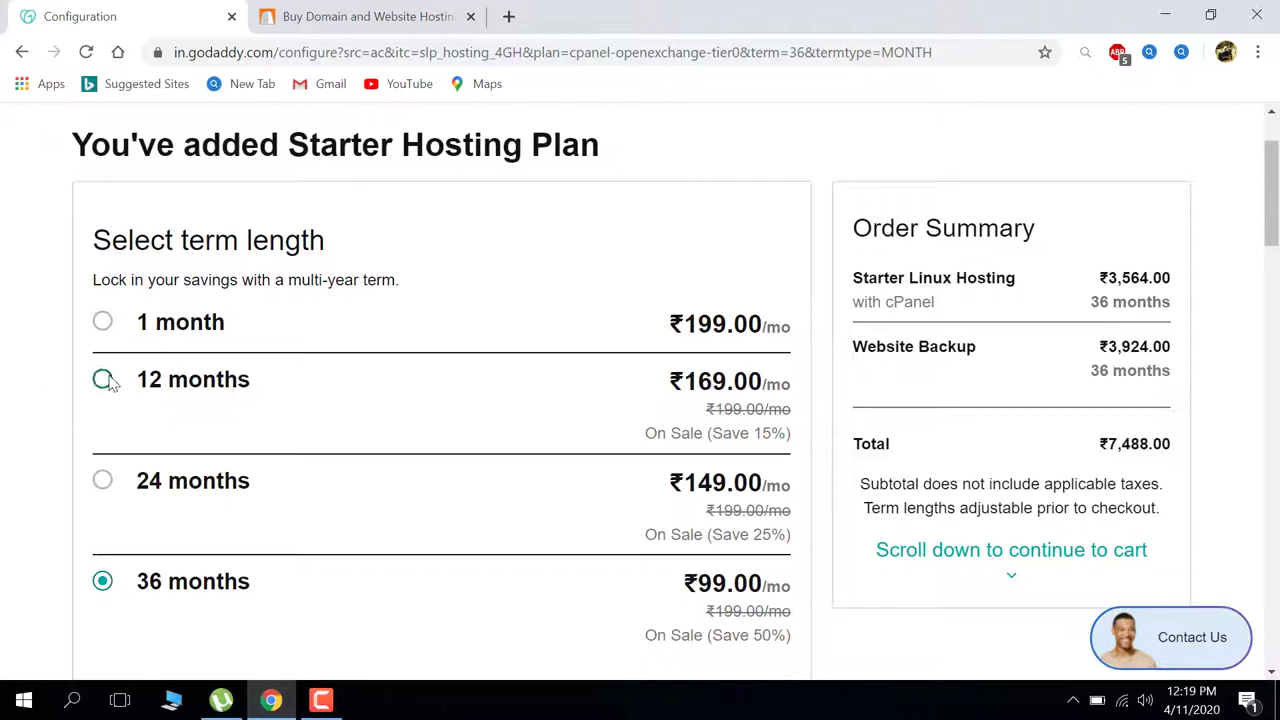 Configuration
Buy Domain and Website Hostin
in.godaddy.com/configure?src=ac&itc=slp_hosting_4GH&plan=cpanel-openexchange-tier0&term=36&termtype=MONTH
ABP
5
Apps
Suggested Sites
New Tab
Gmail
YouTube
Maps
You've added Starter Hosting Plan
Select term length
Lock in your savings with a multi-year term.
1 month
₹199.00/mo
12 months
₹169.00/mo
₹199.00/mo
On Sale (Save 15%)
24 months
₹149.00/mo
₹199.00/mo
On Sale (Save 25%)
36 months
₹99.00/mo
₹199.00/mo
On Sale (Save 50%)
Order Summary
Starter Linux Hosting ₹3,564.00
with cPanel 36 months
Website Backup ₹3,924.00
36 months
Total ₹7,488.00
Subtotal does not include applicable taxes.
Term lengths adjustable prior to checkout.
Scroll down to continue to cart
Contact Us
12:19 PM
4/11/2020
1